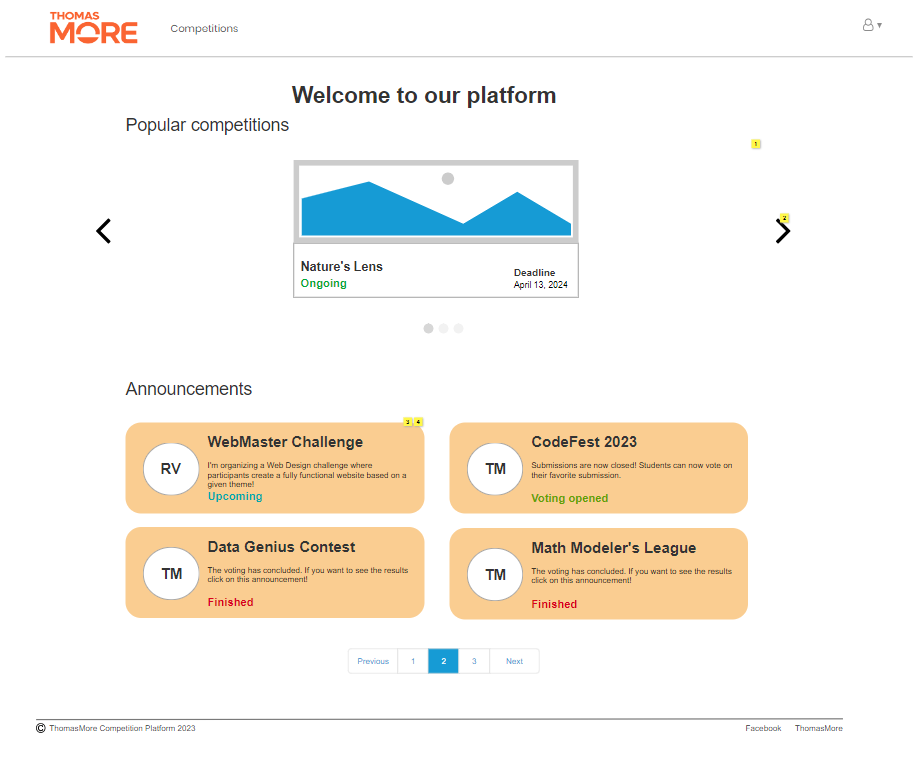 THOMAS
MORE
Competitions
Welcome to our platform
Popular competitions
1
2
Nature's Lens
Ongoing
Deadline
April 13, 2024
Announcements
3 4
WebMaster Challenge
RV
I'm organizing a Web Design challenge where
participants create a fully functional website based on a
given theme!
Upcoming
CodeFest 2023
TM
Submissions are now closed! Students can now vote on
their favorite submission.
Voting opened
Data Genius Contest
TM
The voting has concluded. If you want to see the results
click on this announcement!
Finished
Math Modeler's League
TM
The voting has concluded. If you want to see the results
click on this announcement!
Finished
Previous 1 2 3 Next
© ThomasMore Competition Platform 2023
Facebook ThomasMore